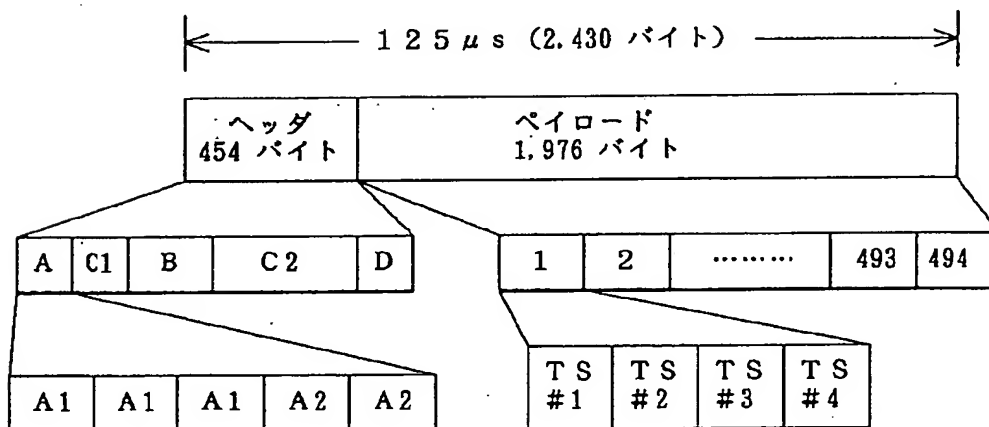 125μs (2.430 バイト)
ヘッダ
454 バイト
ペイロード
1,976 バイト
A C1 B C2 D
1 2 ……… 493 494
A1 A1 A1 A2 A2
TS #1
TS #2
TS #3
TS #4